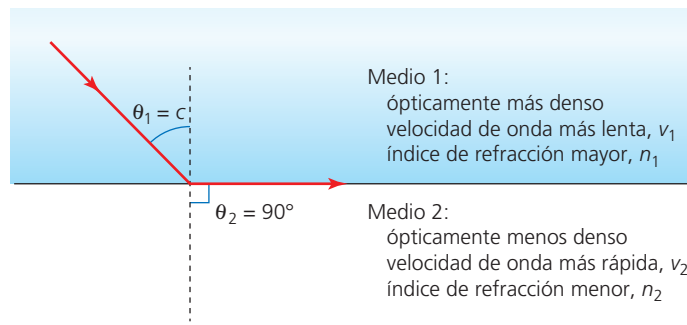 θ₁ = c
Medio 1:
ópticamente más denso
velocidad de onda más lenta, v₁
índice de refracción mayor, n₁
θ₂ = 90°
Medio 2:
ópticamente menos denso
velocidad de onda más rápida, v₂
índice de refracción menor, n₂